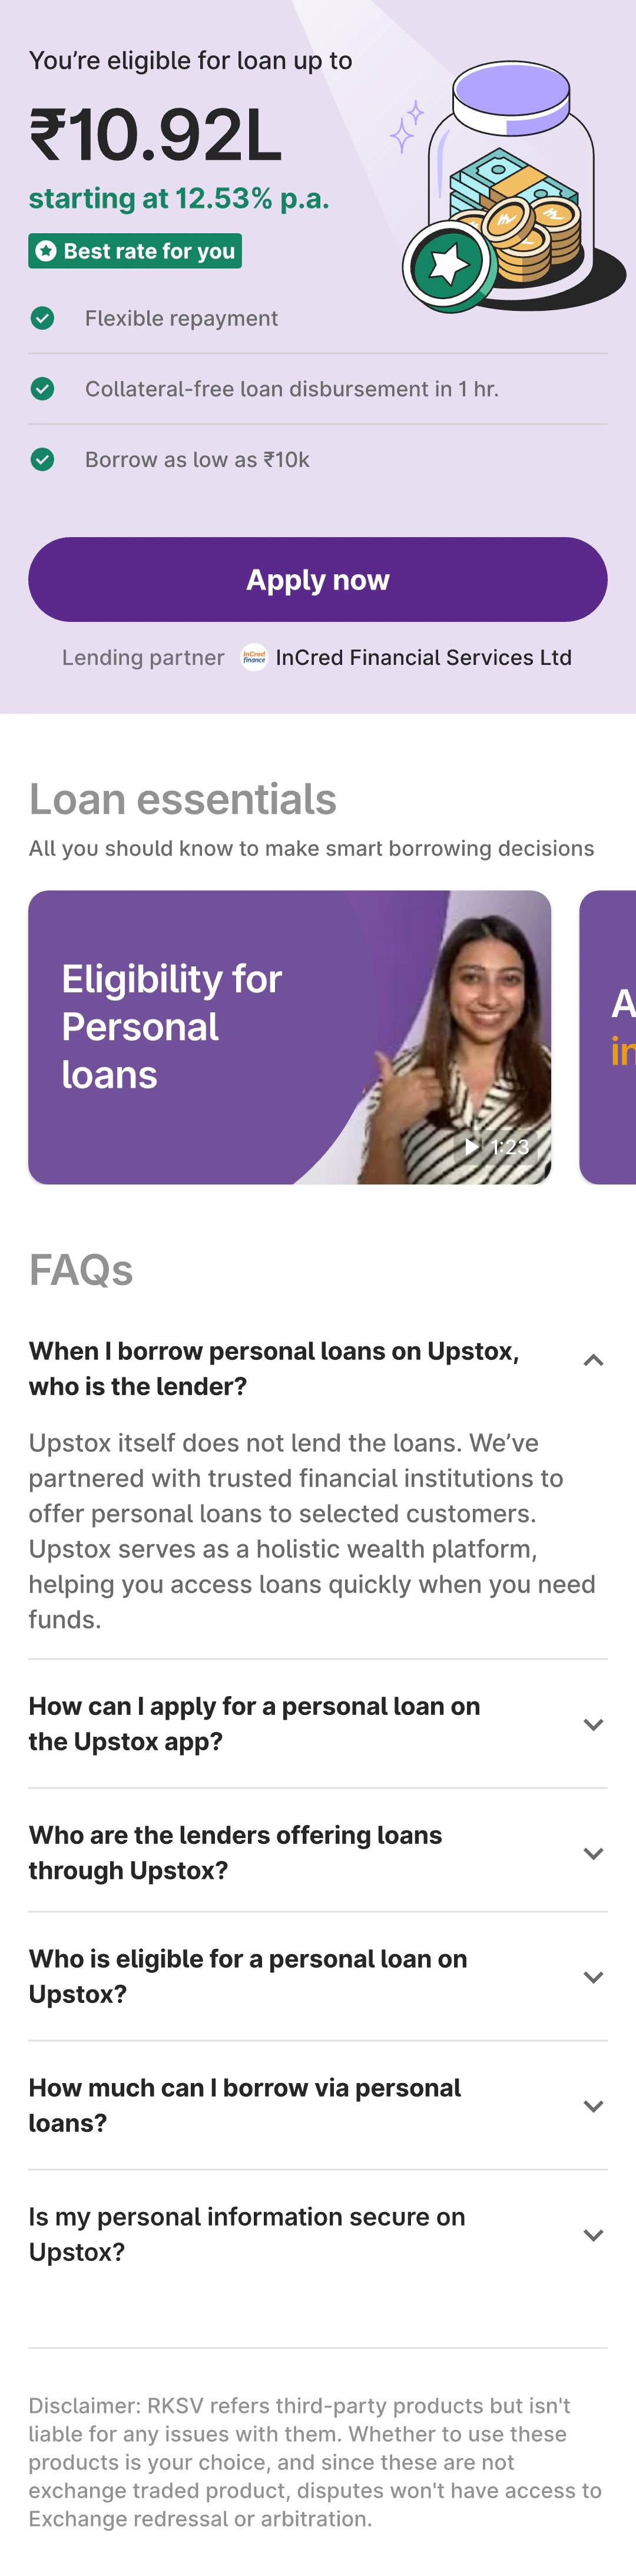 You’re eligible for loan up to
₹10.92L
starting at 12.53% p.a.
Best rate for you
Flexible repayment
Collateral-free loan disbursement in 1 hr.
Borrow as low as ₹10k
Apply now
Lending partner InCred finance InCred Financial Services Ltd
Loan essentials
All you should know to make smart borrowing decisions
Eligibility for
Personal
loans
1:23
A
in
FAQs
When I borrow personal loans on Upstox,
who is the lender?
Upstox itself does not lend the loans. We’ve
partnered with trusted financial institutions to
offer personal loans to selected customers.
Upstox serves as a holistic wealth platform,
helping you access loans quickly when you need
funds.
How can I apply for a personal loan on
the Upstox app?
Who are the lenders offering loans
through Upstox?
Who is eligible for a personal loan on
Upstox?
How much can I borrow via personal
loans?
Is my personal information secure on
Upstox?
Disclaimer: RKSV refers third-party products but isn't
liable for any issues with them. Whether to use these
products is your choice, and since these are not
exchange traded product, disputes won't have access to
Exchange redressal or arbitration.